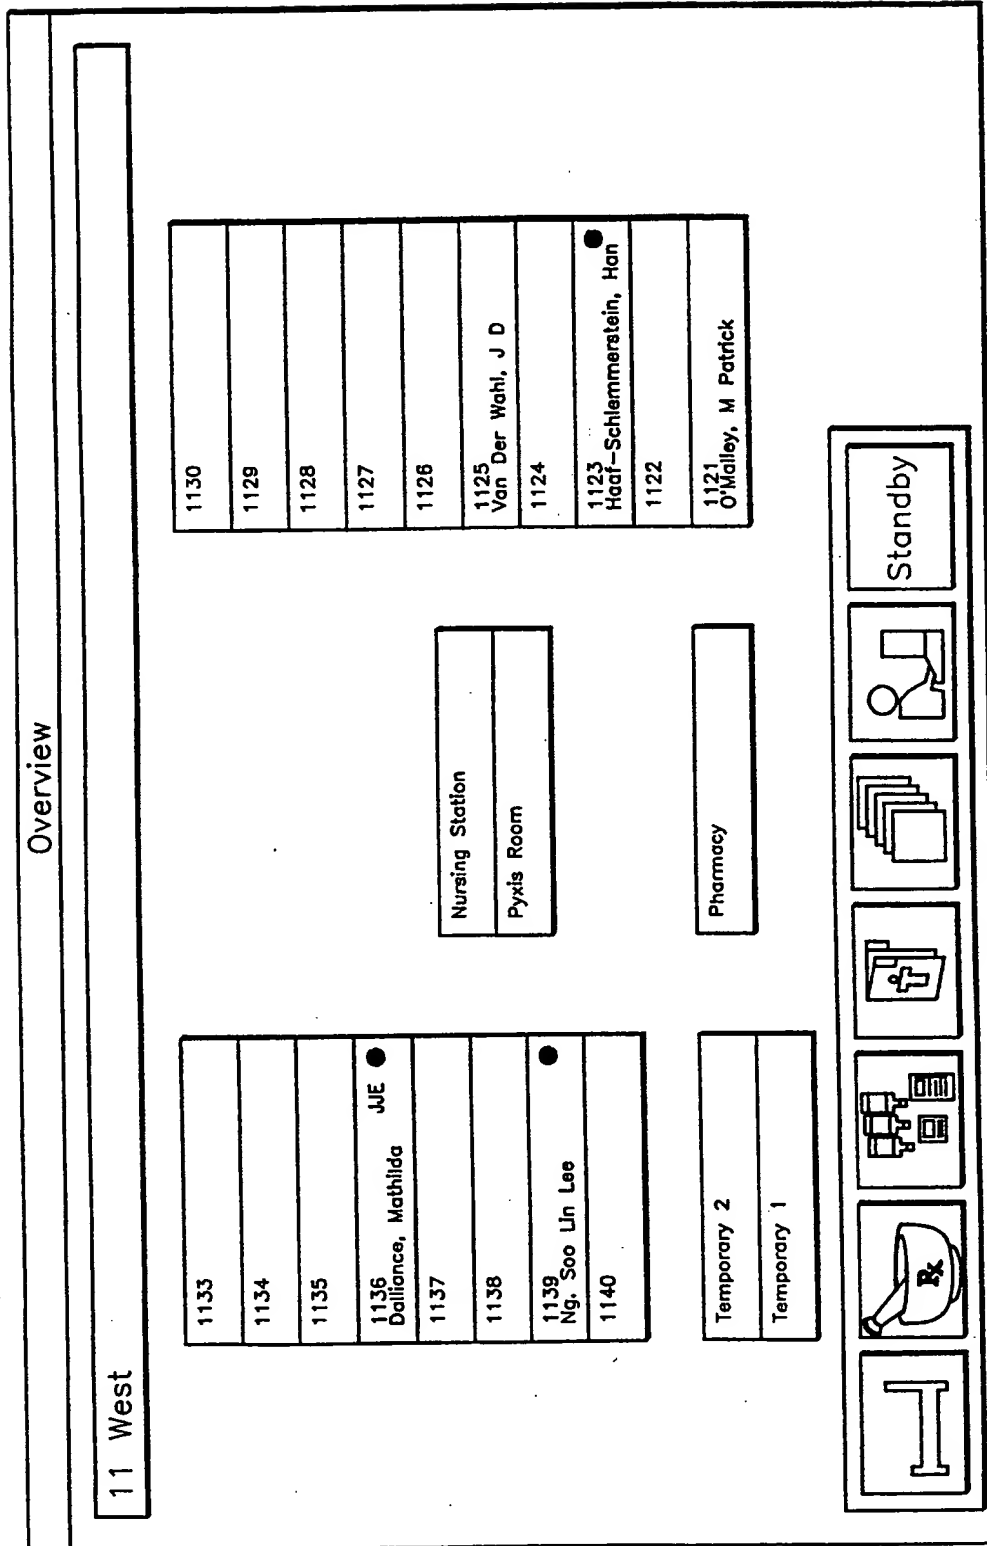 Overview
11 West
1133
1134
1135
1136 JJE
Dalliance, Mathilda
1137
1138
1139
Ng. Soo Lin Lee
1140
Temporary 2
Temporary 1
Nursing Station
Pyxis Room
Pharmacy
1130
1129
1128
1127
1126
1125
Van Der Wahl, J D
1124
1123
Haaf-Schlemmerstein, Han
1122
1121
O'Malley, M Patrick
Rx
Standby